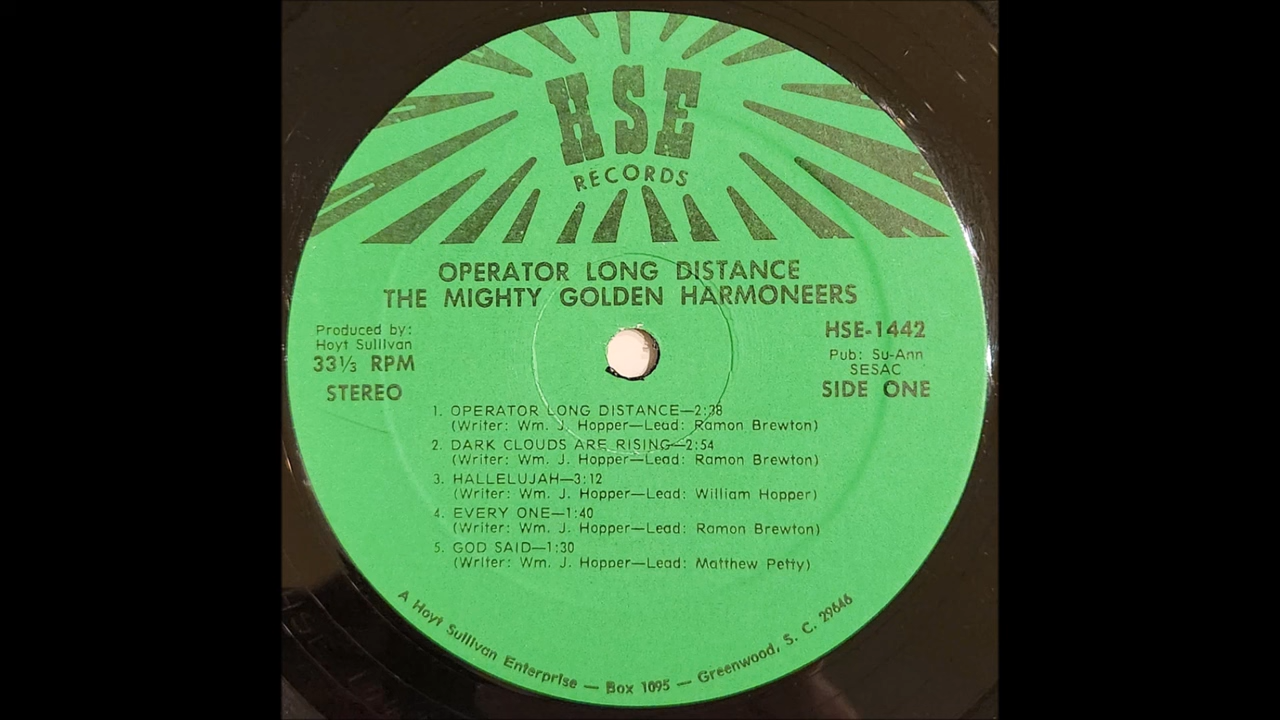 HSE
RECORDS
OPERATOR LONG DISTANCE
THE MIGHTY GOLDEN HARMONEERS
Produced by:
Hoyt Sullivan
33⅓ RPM
STEREO
HSE-1442
Pub: Su-Ann
SESAC
SIDE ONE
1. OPERATOR LONG DISTANCE—2:38
(Writer: Wm. J. Hopper—Lead: Ramon Brewton)
2. DARK CLOUDS ARE RISING—2:54
(Writer: Wm. J. Hopper—Lead: Ramon Brewton)
3. HALLELUJAH—3:12
(Writer: Wm. J. Hopper—Lead: William Hopper)
4. EVERY ONE—1:40
(Writer: Wm. J. Hopper—Lead: Ramon Brewton)
5. GOD SAID—1:30
(Writer: Wm. J. Hopper—Lead: Matthew Petty)
A Hoyt Sullivan Enterprise — Box 1095 — Greenwood, S. C. 29646